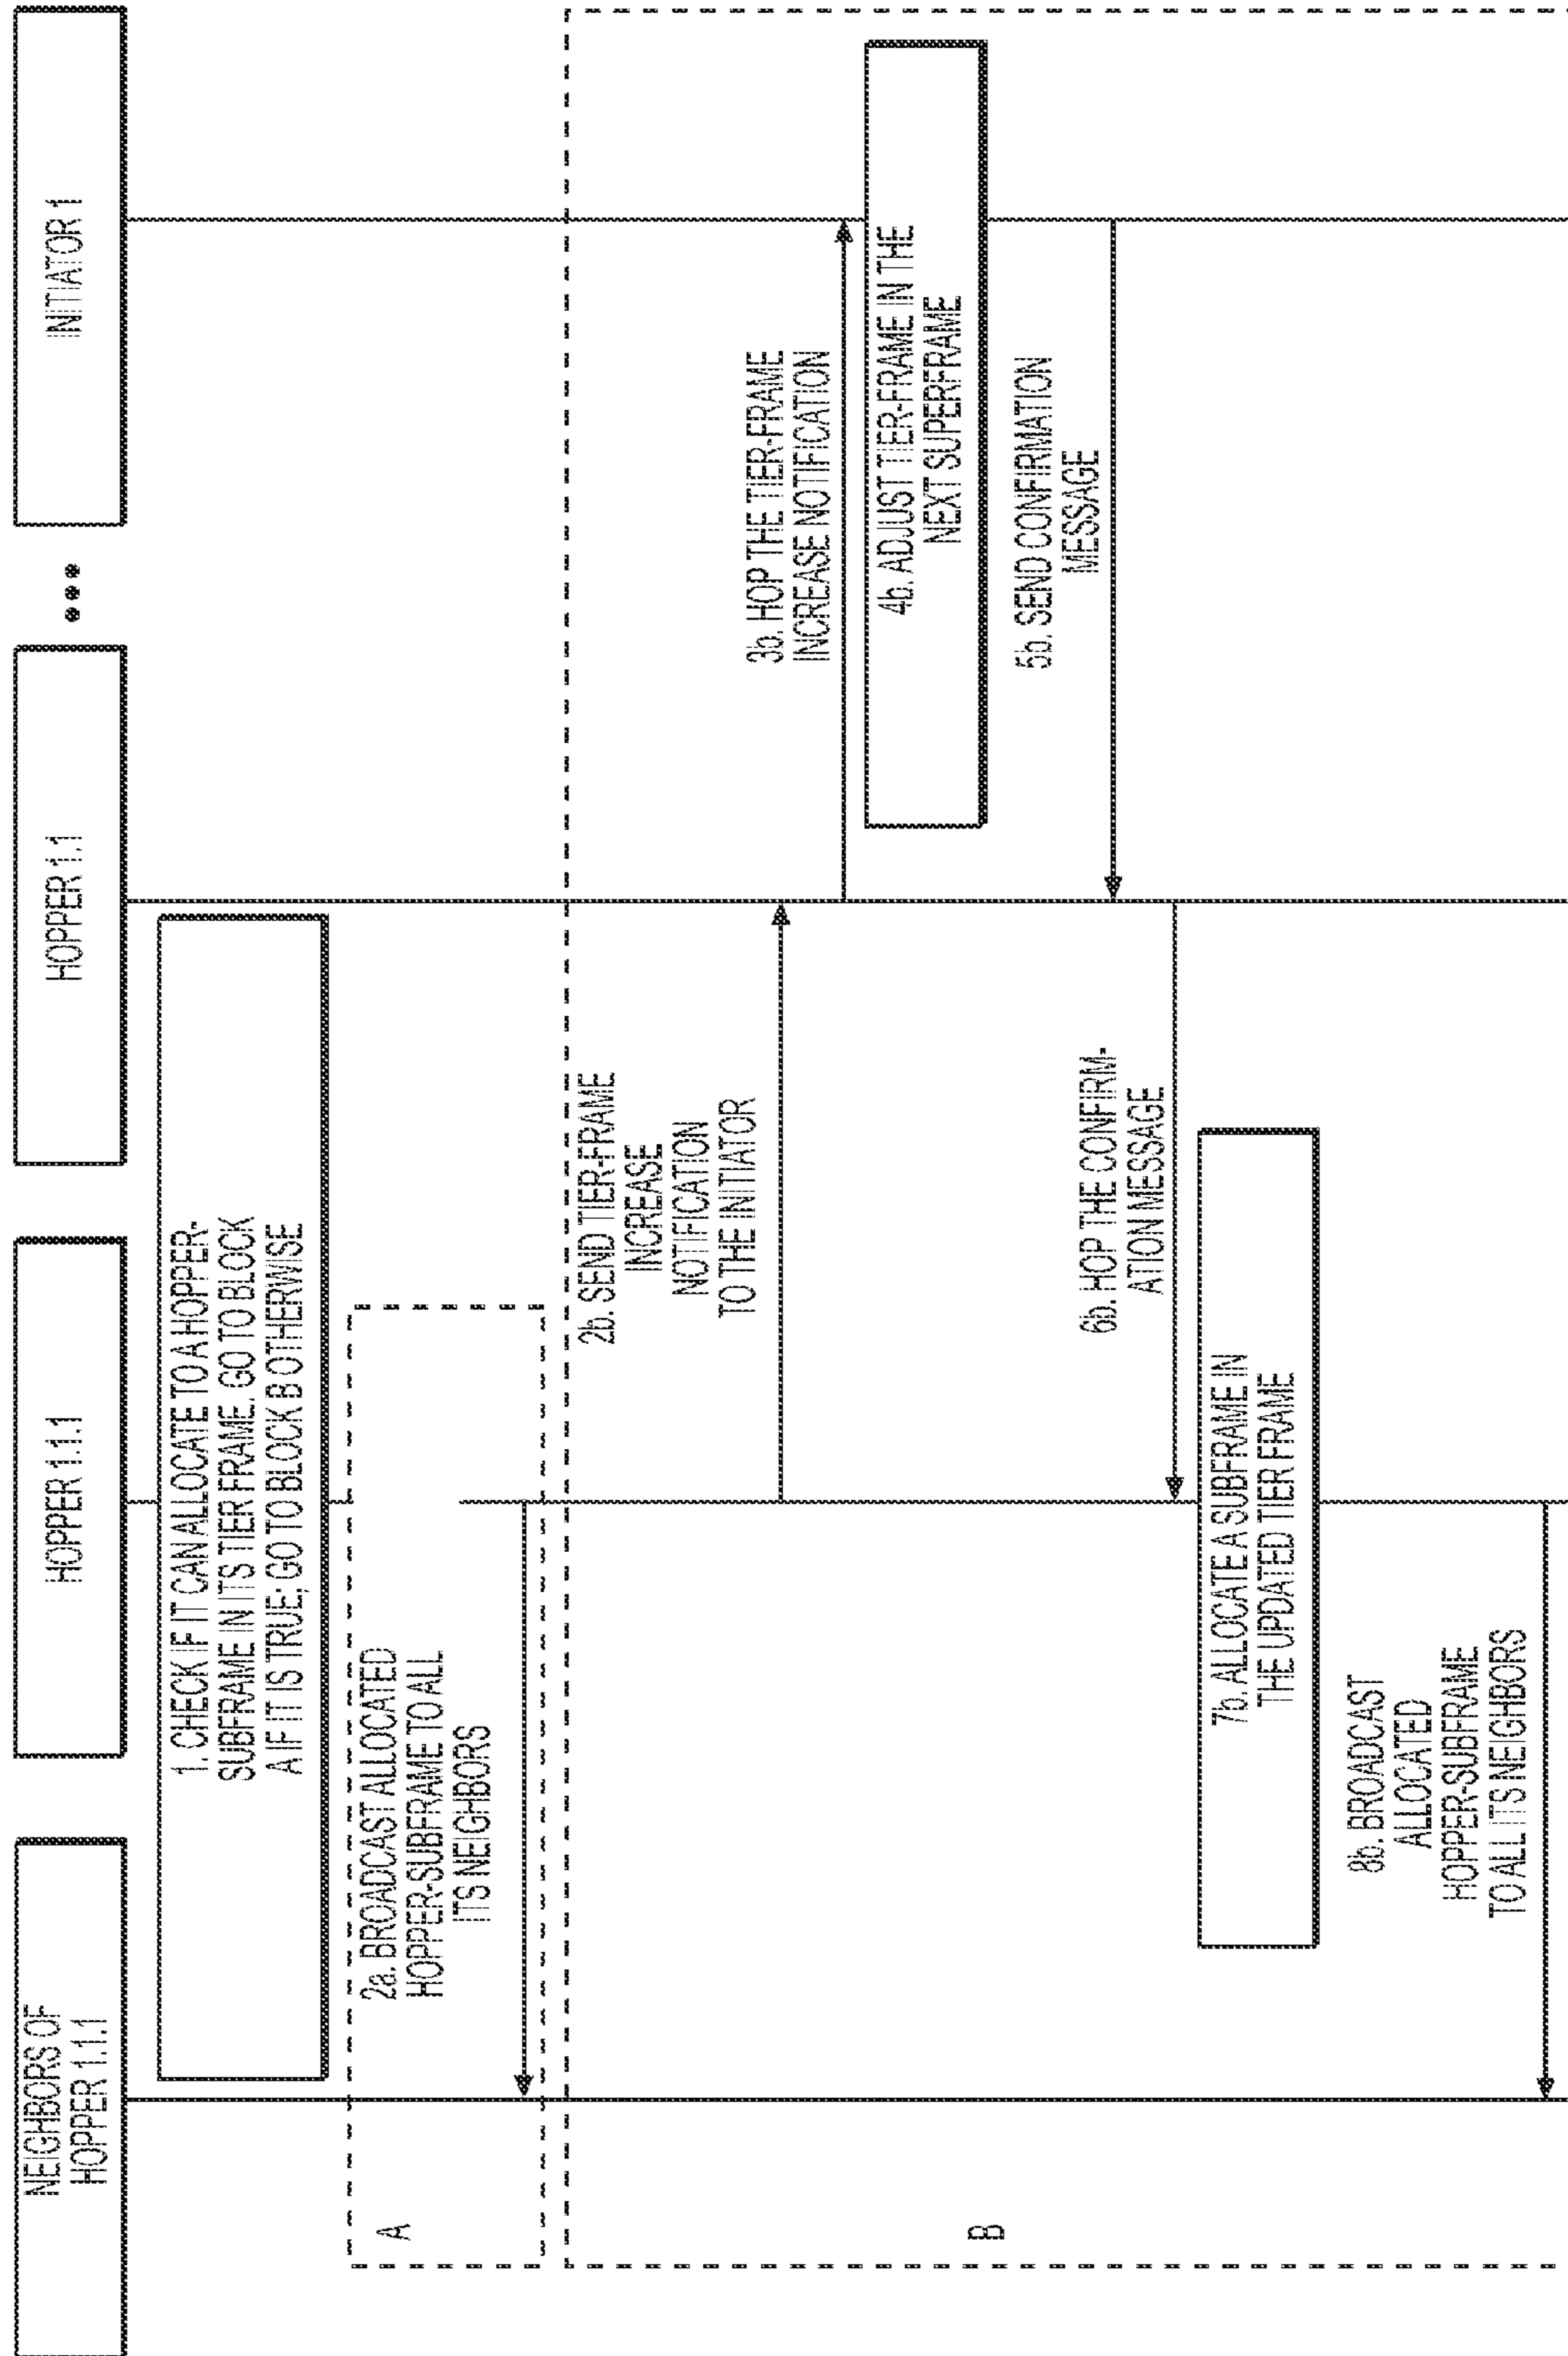 NEIGHBORS OF
HOPPER 1.1.1
HOPPER 1.1.1
HOPPER 1.1
•••
INITIATOR 1
1. CHECK IF IT CAN ALLOCATE TO A HOPPER-
SUBFRAME IN ITS TIER FRAME. GO TO BLOCK
A IF IT IS TRUE; GO TO BLOCK B OTHERWISE
A
2a. BROADCAST ALLOCATED
HOPPER-SUBFRAME TO ALL
ITS NEIGHBORS
B
2b. SEND TIER-FRAME
INCREASE
NOTIFICATION
TO THE INITIATOR
3b. HOP THE TIER-FRAME
INCREASE NOTIFICATION
4b. ADJUST TIER-FRAME IN THE
NEXT SUPERFRAME
5b. SEND CONFIRMATION
MESSAGE
6b. HOP THE CONFIRM-
ATION MESSAGE
7b. ALLOCATE A SUBFRAME IN
THE UPDATED TIER FRAME
8b. BROADCAST
ALLOCATED
HOPPER-SUBFRAME
TO ALL ITS NEIGHBORS